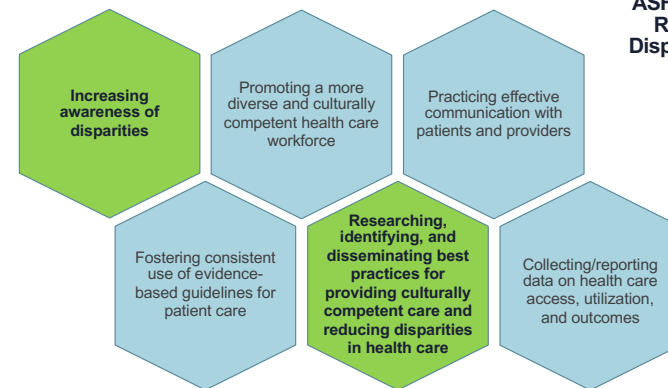 ASH
R
Disp
Increasing
awareness of
disparities
Promoting a more
diverse and culturally
competent health care
workforce
Practicing effective
communication with
patients and providers
Fostering consistent
use of evidence-
based guidelines for
patient care
Researching,
identifying, and
disseminating best
practices for
providing culturally
competent care and
reducing disparities
in health care
Collecting/reporting
data on health care
access, utilization,
and outcomes